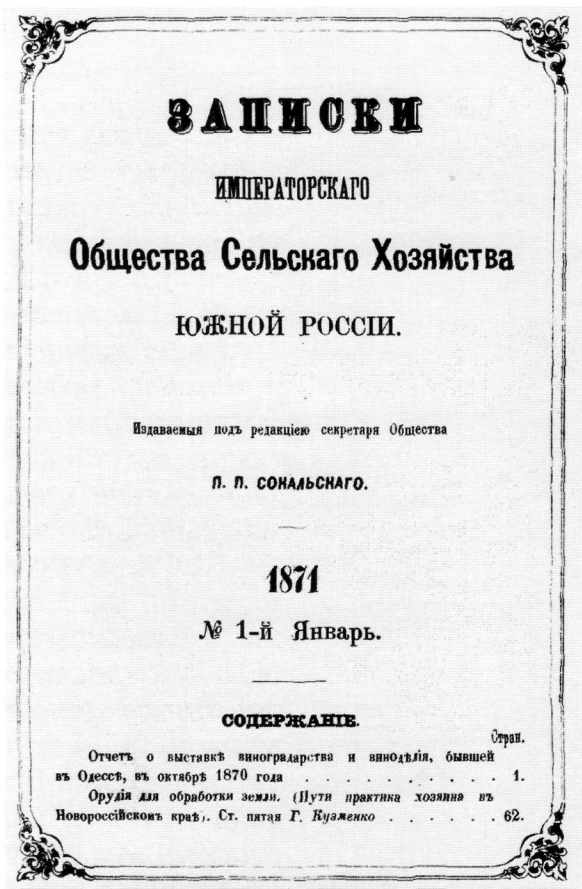 ЗАПИСКИ
ИМПЕРАТОРСКАГО
Общества Сельскаго Хозяйства
ЮЖНОЙ РОССІИ.
Издаваемыя подъ редакціею секретаря Общества
П. П. СОКАЛЬСКАГО.
1871
№ 1-й Январь.
СОДЕРЖАНІЕ.
Стран.
Отчетъ о выставкѣ виноградарства и винодѣлія, бывшей
въ Одессѣ, въ октябрѣ 1870 года . . . . . . . . . . . 1.
Орудія для обработки земли. (Пути практика хозяина въ
Новороссійскомъ краѣ). Ст. пятая Г. Кузменко . . . . . . 62.